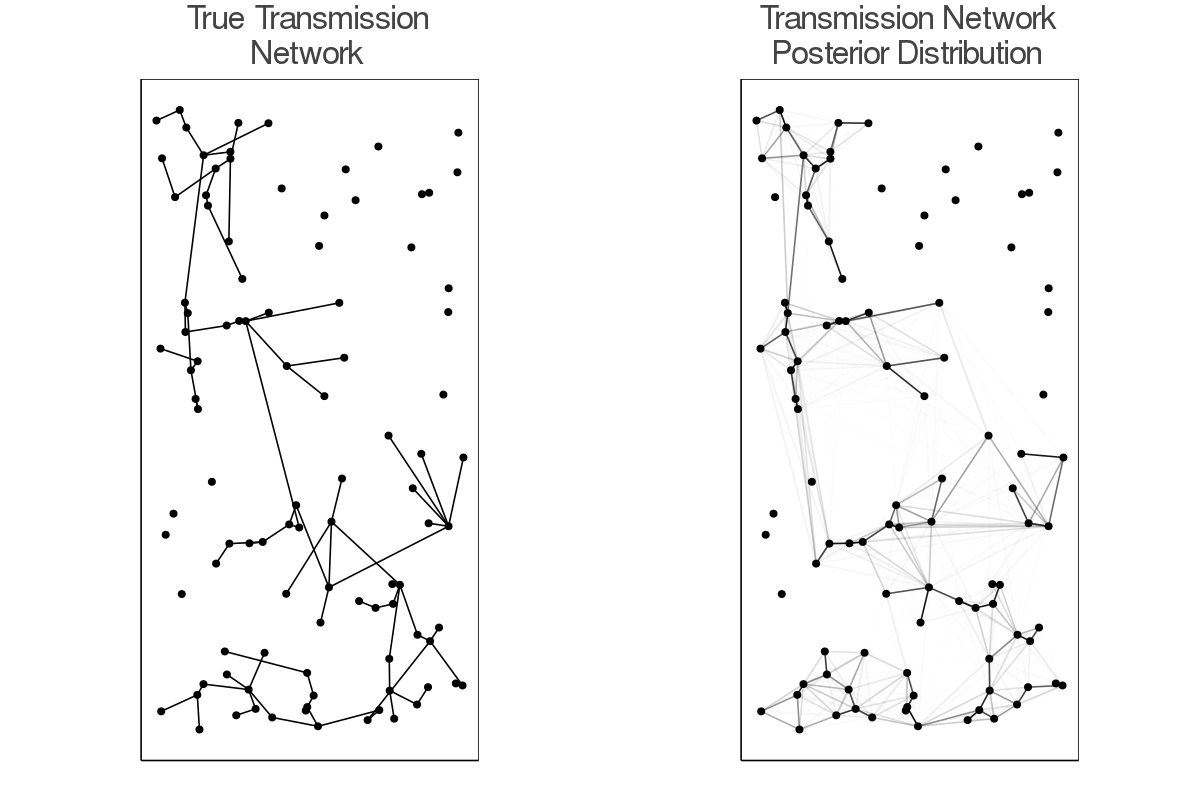 True Transmission
Network
Transmission Network
Posterior Distribution